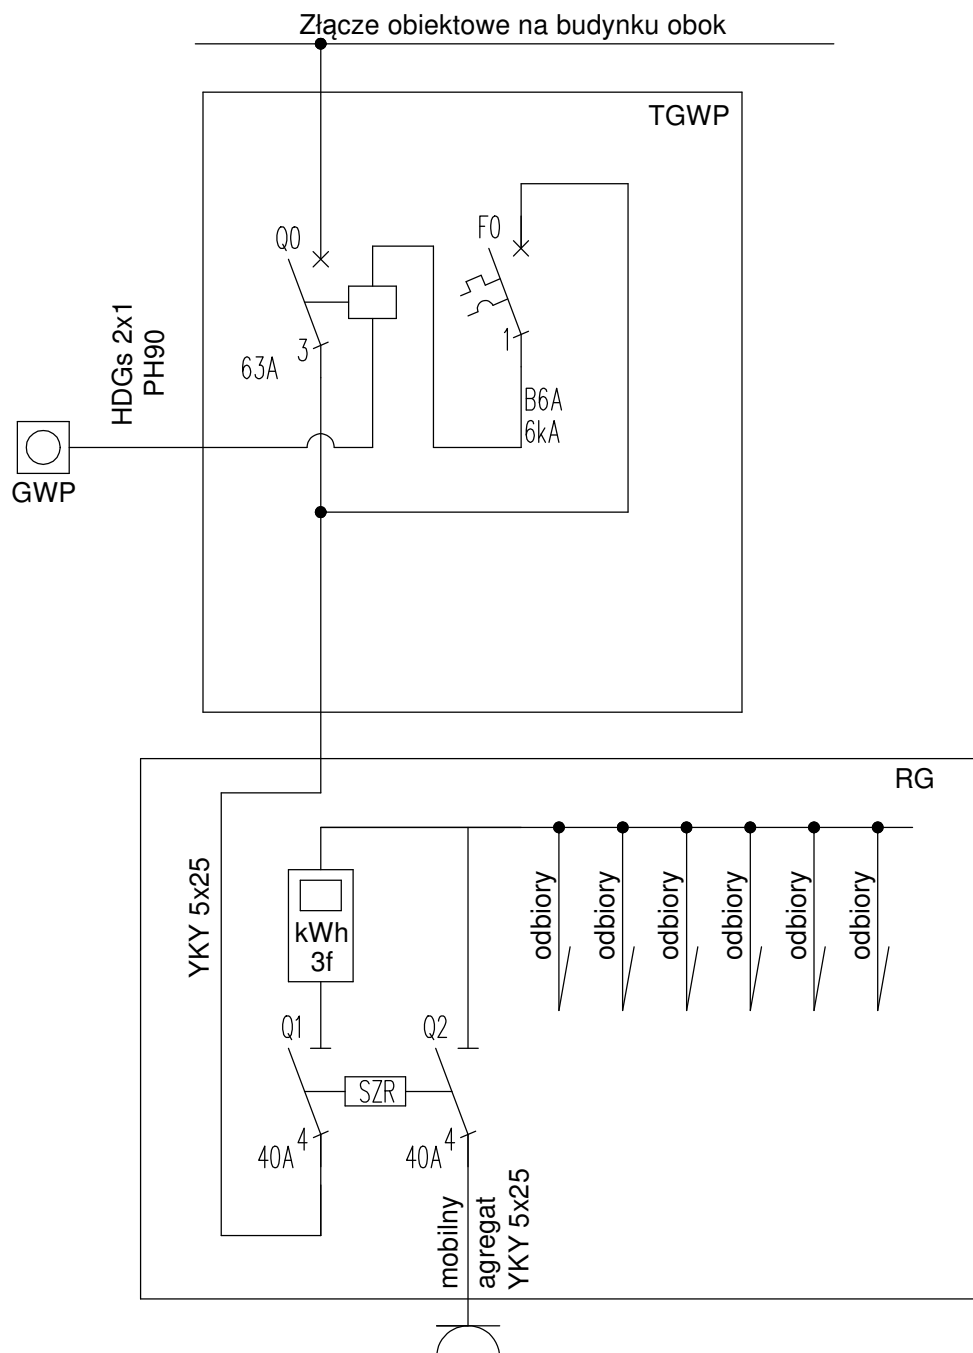 Złącze obiektowe na budynku obok
TGWP
Q0
F0
3
63A
1
B6A
6kA
HDGs 2x1
PH90
GWP
RG
YKY 5x25
kWh
3f
odbiory
odbiory
odbiory
odbiory
odbiory
odbiory
Q1
Q2
SZR
4
40A
4
40A
mobilny
agregat
YKY 5x25